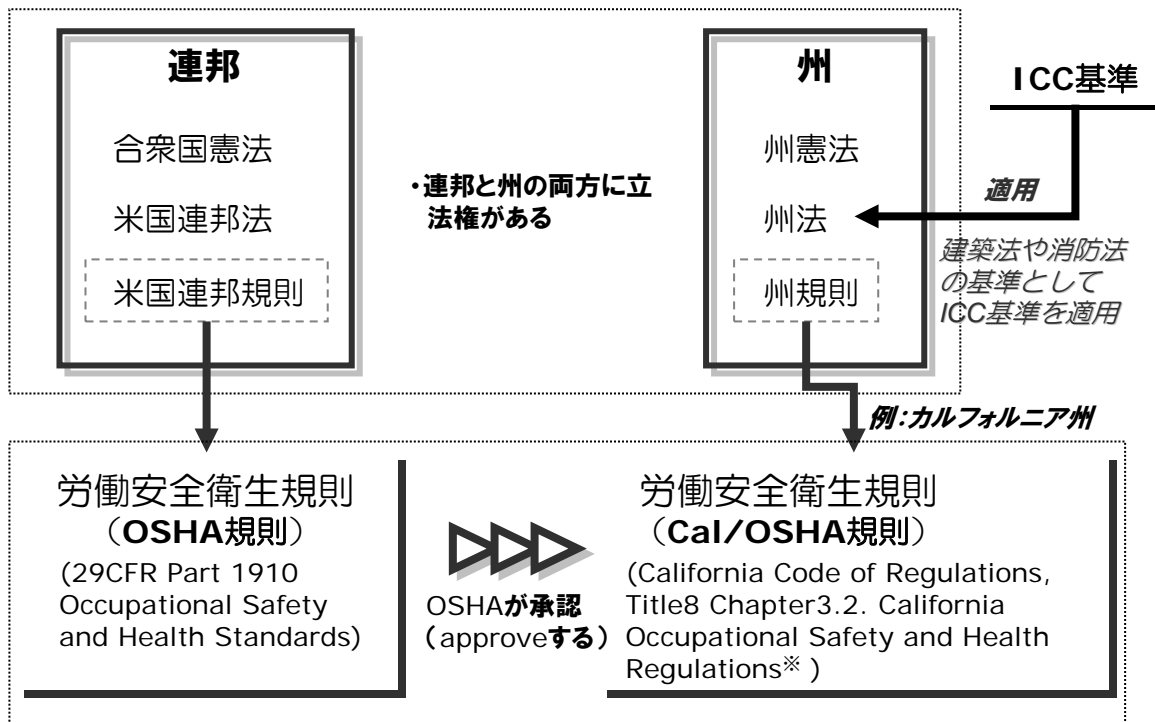 連邦
合衆国憲法
米国連邦法
米国連邦規則
・連邦と州の両方に立
法権がある
州
州憲法
州法
州規則
ICC基準
適用
建築法や消防法
の基準として
ICC基準を適用
例：カルフォルニア州
労働安全衛生規則
（OSHA規則）
(29CFR Part 1910
Occupational Safety
and Health Standards)
OSHAが承認
（approveする）
労働安全衛生規則
（Cal/OSHA規則）
(California Code of Regulations,
Title8 Chapter3.2. California
Occupational Safety and Health
Regulations※ )